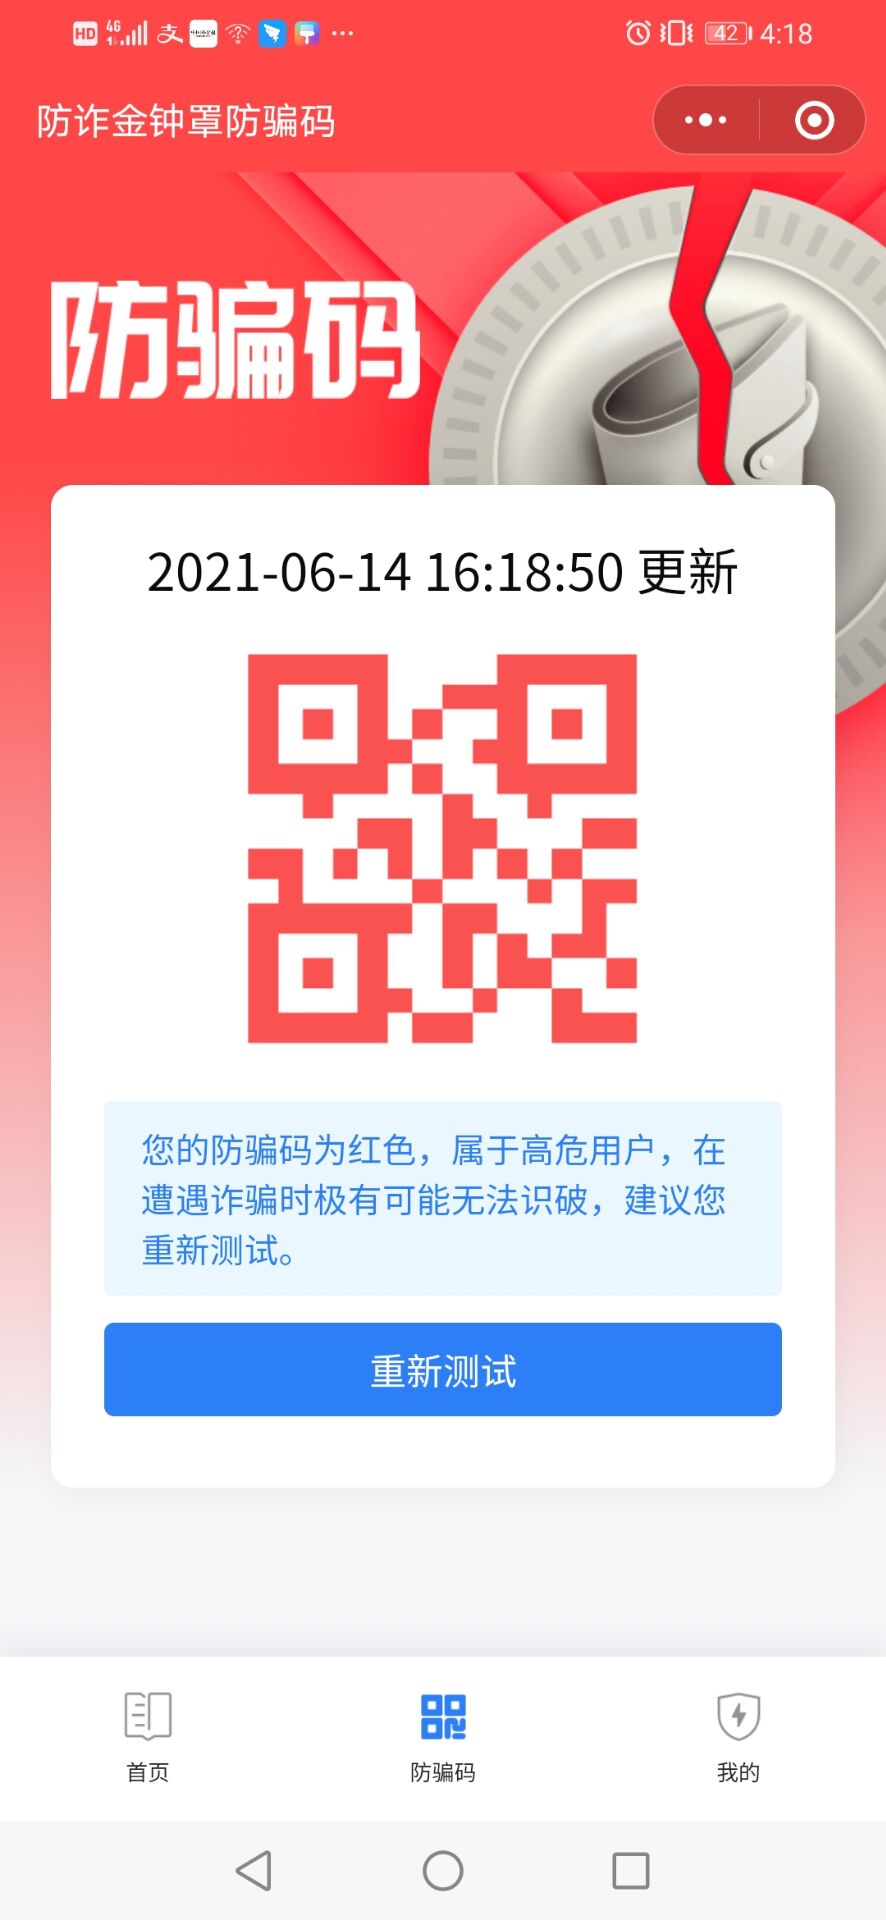 HD 4G 支 42 4:18
防诈金钟罩防骗码
防骗码
2021-06-14 16:18:50 更新
您的防骗码为红色，属于高危用户，在
遭遇诈骗时极有可能无法识破，建议您
重新测试。
重新测试
首页 防骗码 我的